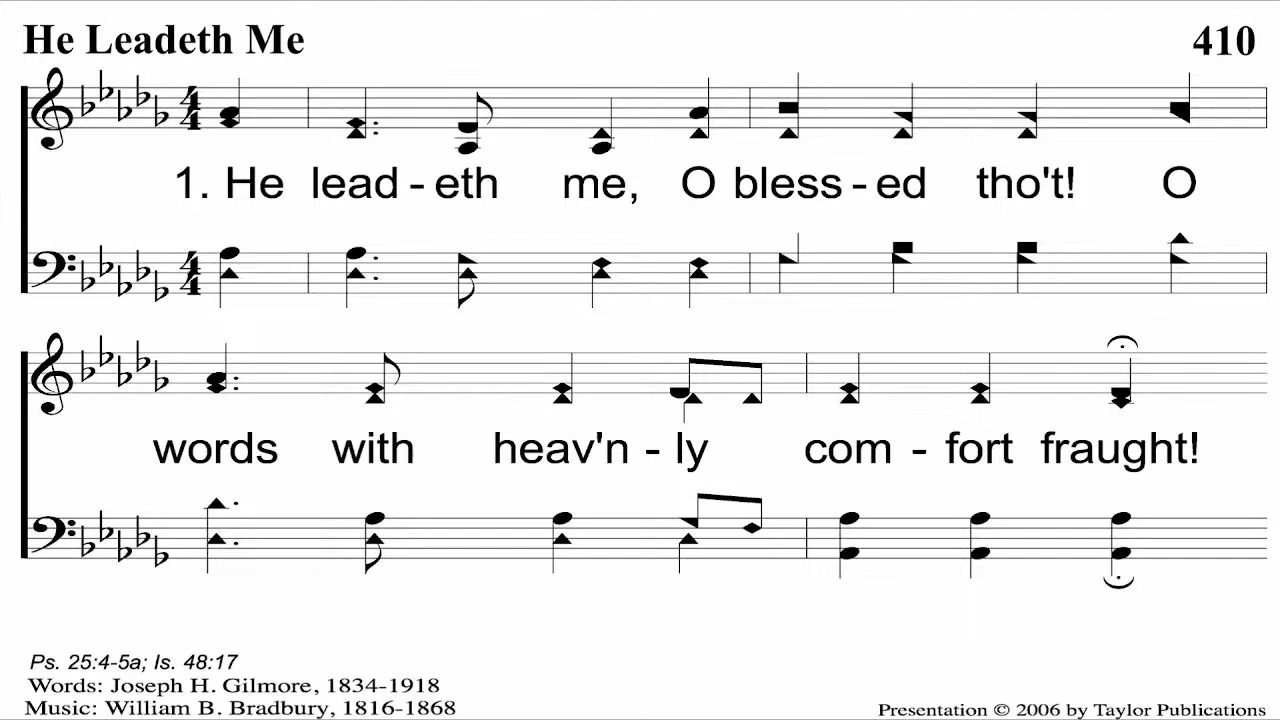 He Leadeth Me 410
1. He lead - eth me, O bless - ed tho't! O
words with heav'n - ly com - fort fraught!
Ps. 25:4-5a; Is. 48:17
Words: Joseph H. Gilmore, 1834-1918
Music: William B. Bradbury, 1816-1868
Presentation © 2006 by Taylor Publications